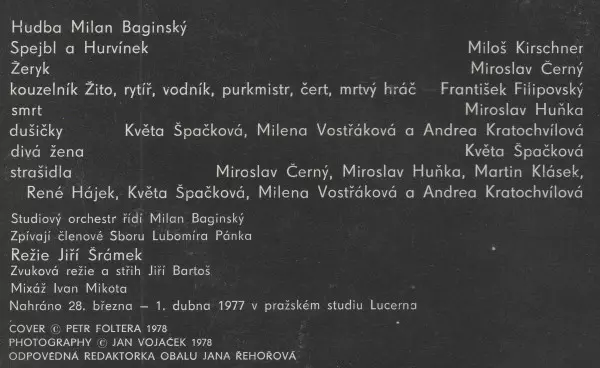 Hudba Milan Baginský
Spejbl a Hurvínek Miloš Kirschner
Žeryk Miroslav Černý
kouzelník Žito, rytíř, vodník, purkmistr, čert, mrtvý hráč František Filipovský
smrt Miroslav Huňka
dušičky Květa Špačková, Milena Vostřáková a Andrea Kratochvílová
divá žena Květa Špačková
strašidla Miroslav Černý, Miroslav Huňka, Martin Klásek,
René Hájek, Květa Špačková, Milena Vostřáková a Andrea Kratochvílová
Studiový orchestr řídí Milan Baginský
Zpívají členové Sboru Lubomíra Pánka
Režie Jiří Šrámek
Zvuková režie a střih Jiří Bartoš
Mixáž Ivan Mikota
Nahráno 28. března – 1. dubna 1977 v pražském studiu Lucerna
COVER © PETR FOLTERA 1978
PHOTOGRAPHY © JAN VOJAČEK 1978
ODPOVĚDNÁ REDAKTORKA OBALU JANA ŘEHOŘOVÁ